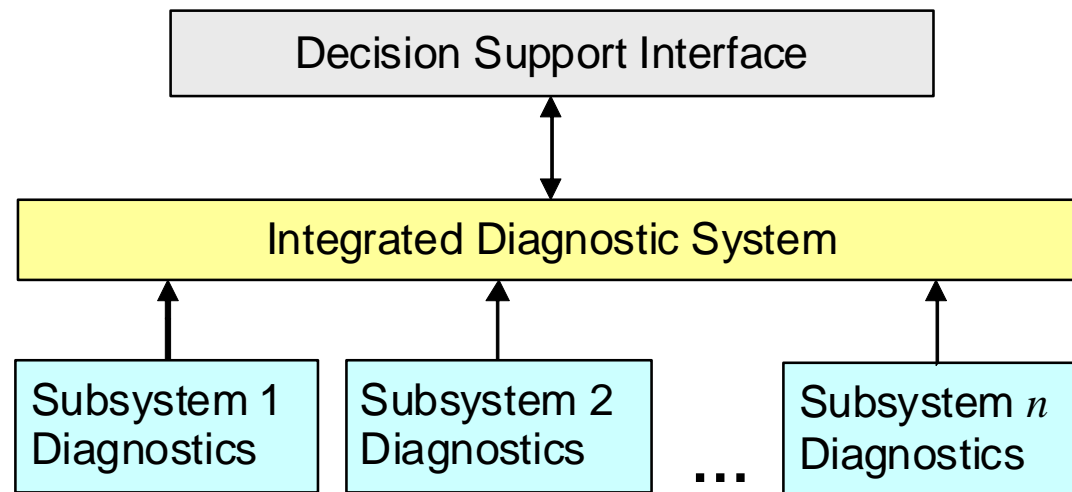 Decision Support Interface
Integrated Diagnostic System
Subsystem 1
Diagnostics
Subsystem 2
Diagnostics
...
Subsystem n
Diagnostics